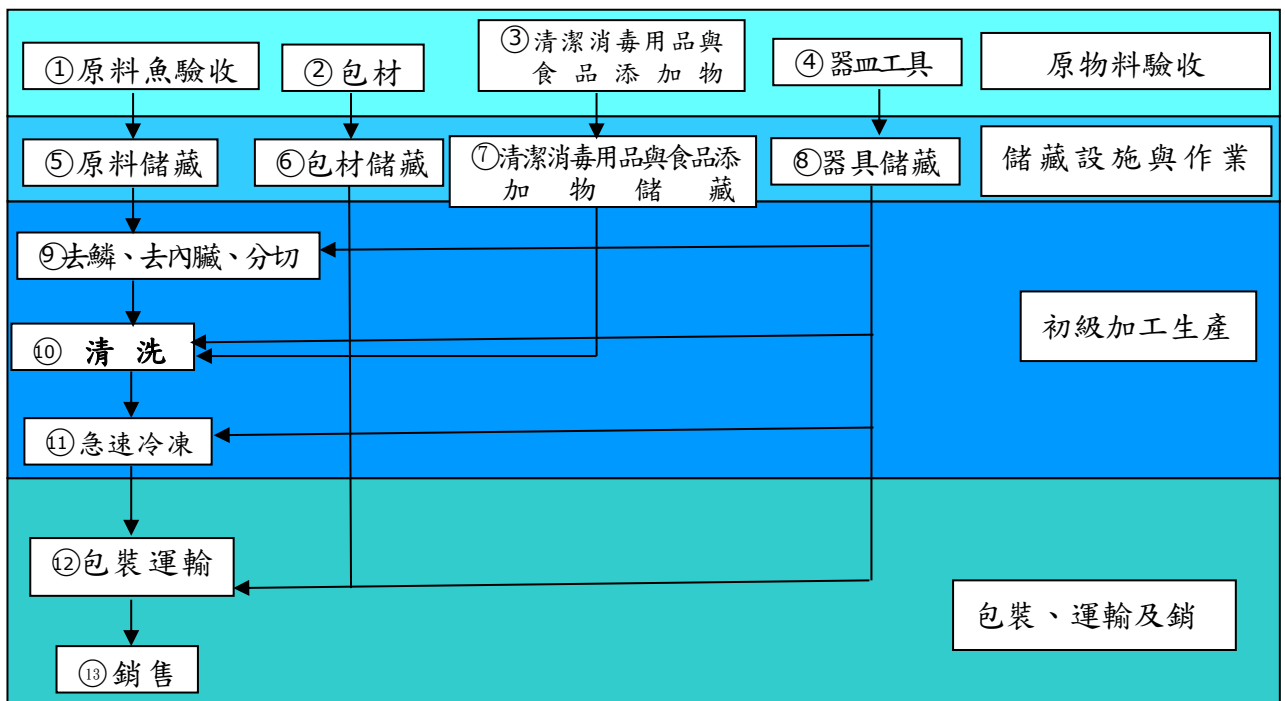 ①原料魚驗收
②包材
③清潔消毒用品與
食品添加物
④器皿工具
原物料驗收
⑤原料儲藏
⑥包材儲藏
⑦清潔消毒用品與食品添
加物儲藏
⑧器具儲藏
儲藏設施與作業
⑨去鱗、去內臟、分切
⑩清洗
初級加工生產
⑪急速冷凍
⑫包裝運輸
包裝、運輸及銷
⑬銷售